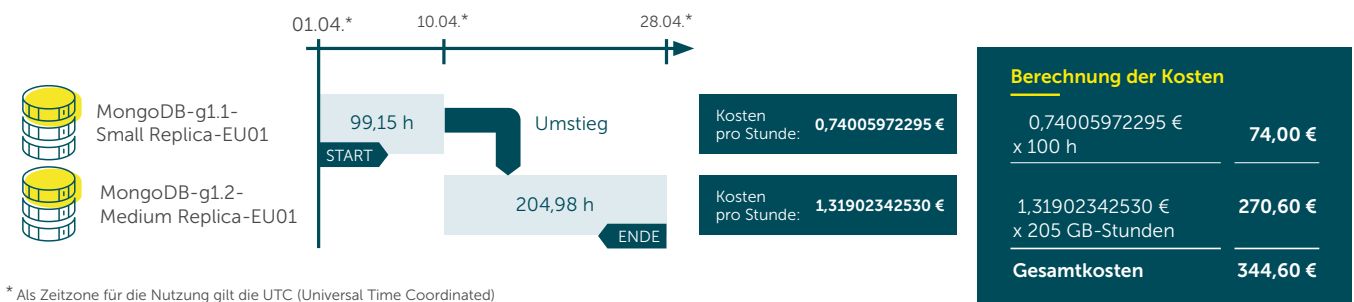 01.04.*
10.04.*
28.04.*
MongoDB-g1.1-
Small Replica-EU01
99,15 h
START
Umstieg
Kosten
pro Stunde: 0,74005972295 €
MongoDB-g1.2-
Medium Replica-EU01
204,98 h
ENDE
Kosten
pro Stunde: 1,31902342530 €
Berechnung der Kosten
0,74005972295 €
x 100 h
74,00 €
1,31902342530 €
x 205 GB-Stunden
270,60 €
Gesamtkosten 344,60 €
* Als Zeitzone für die Nutzung gilt die UTC (Universal Time Coordinated)